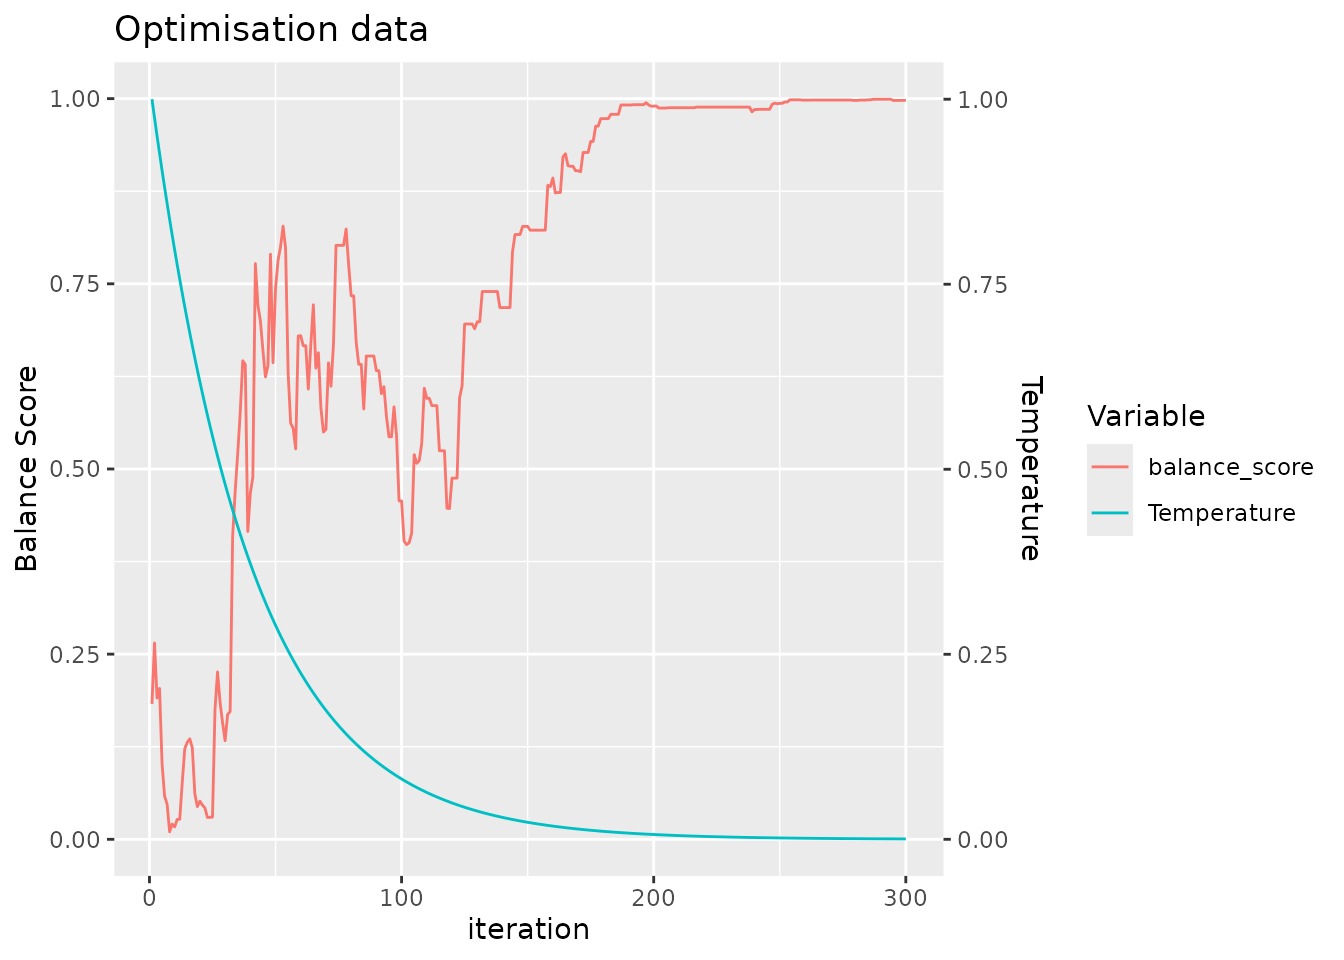 Optimisation data
1.00
0.75
0.50
0.25
0.00
Balance Score
1.00
0.75
0.50
0.25
0.00
Temperature
0
100
200
300
iteration
Variable
balance_score
Temperature